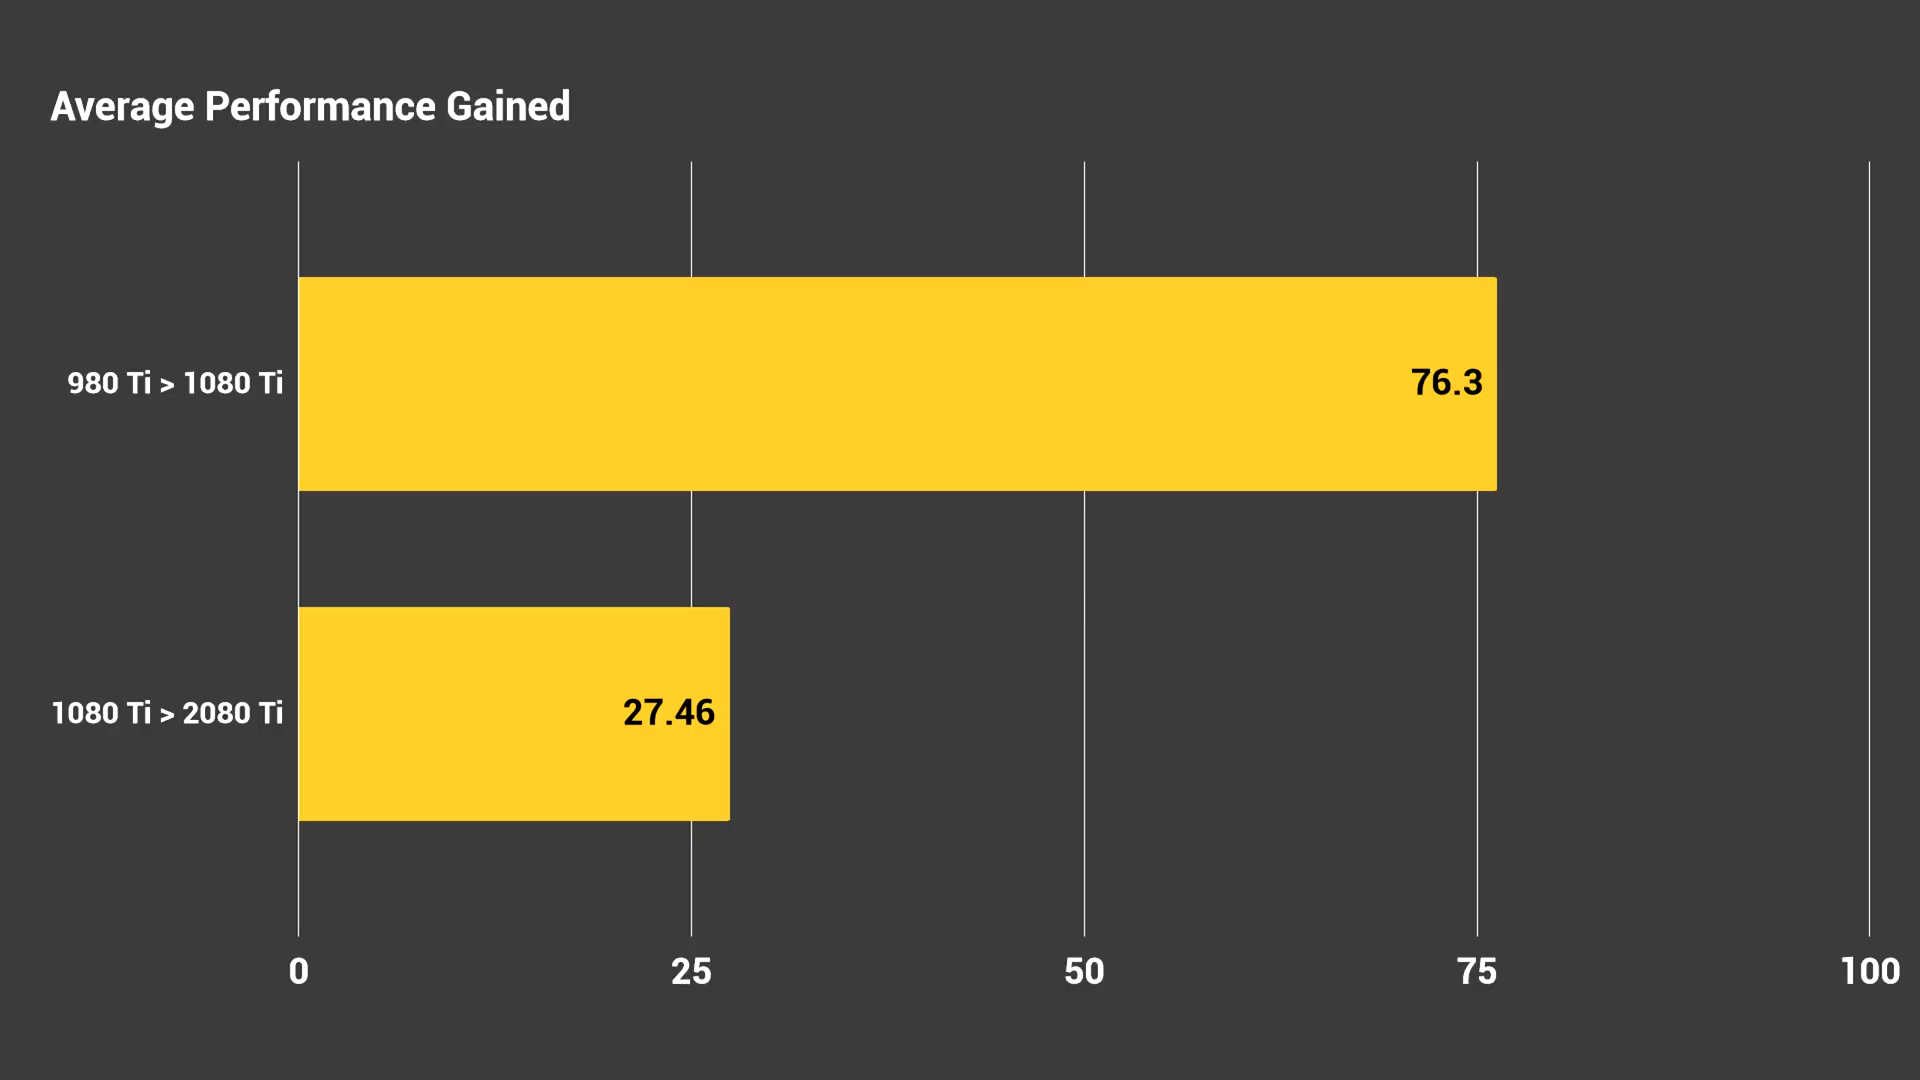 Average Performance Gained
980 Ti > 1080 Ti
76.3
1080 Ti > 2080 Ti
27.46
0 25 50 75 100